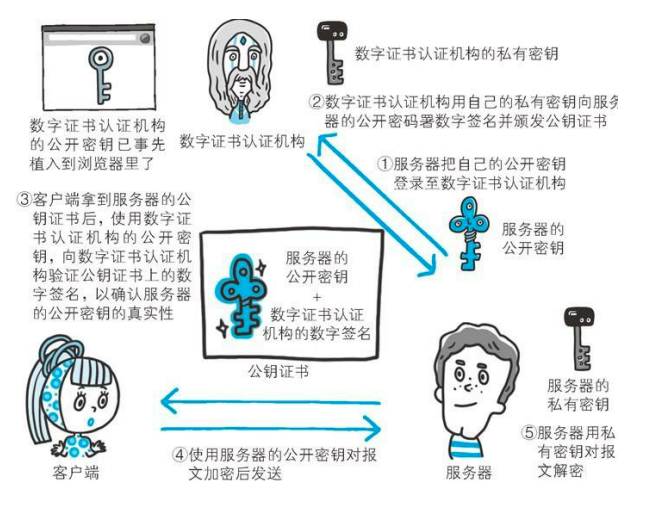 数字证书认证机构的私有密钥
②数字证书认证机构用自己的私有密钥向服务
器的公开密码署数字签名并颁发公钥证书
数字证书认证机构
的公开密钥已事先
植入到浏览器里了
数字证书认证机构
①服务器把自己的公开密钥
登录至数字证书认证机构
③客户端拿到服务器的公
钥证书后，使用数字证
书认证机构的公开密
钥，向数字证书认证机
构验证公钥证书上的数
字签名，以确认服务器
的公开密钥的真实性
服务器的
公开密钥
服务器的
公开密钥
+
数字证书认证
机构的数字签名
公钥证书
服务器的
私有密钥
④使用服务器的公开密钥对报
文加密后发送
⑤服务器用私
有密钥对报
文解密
客户端
服务器